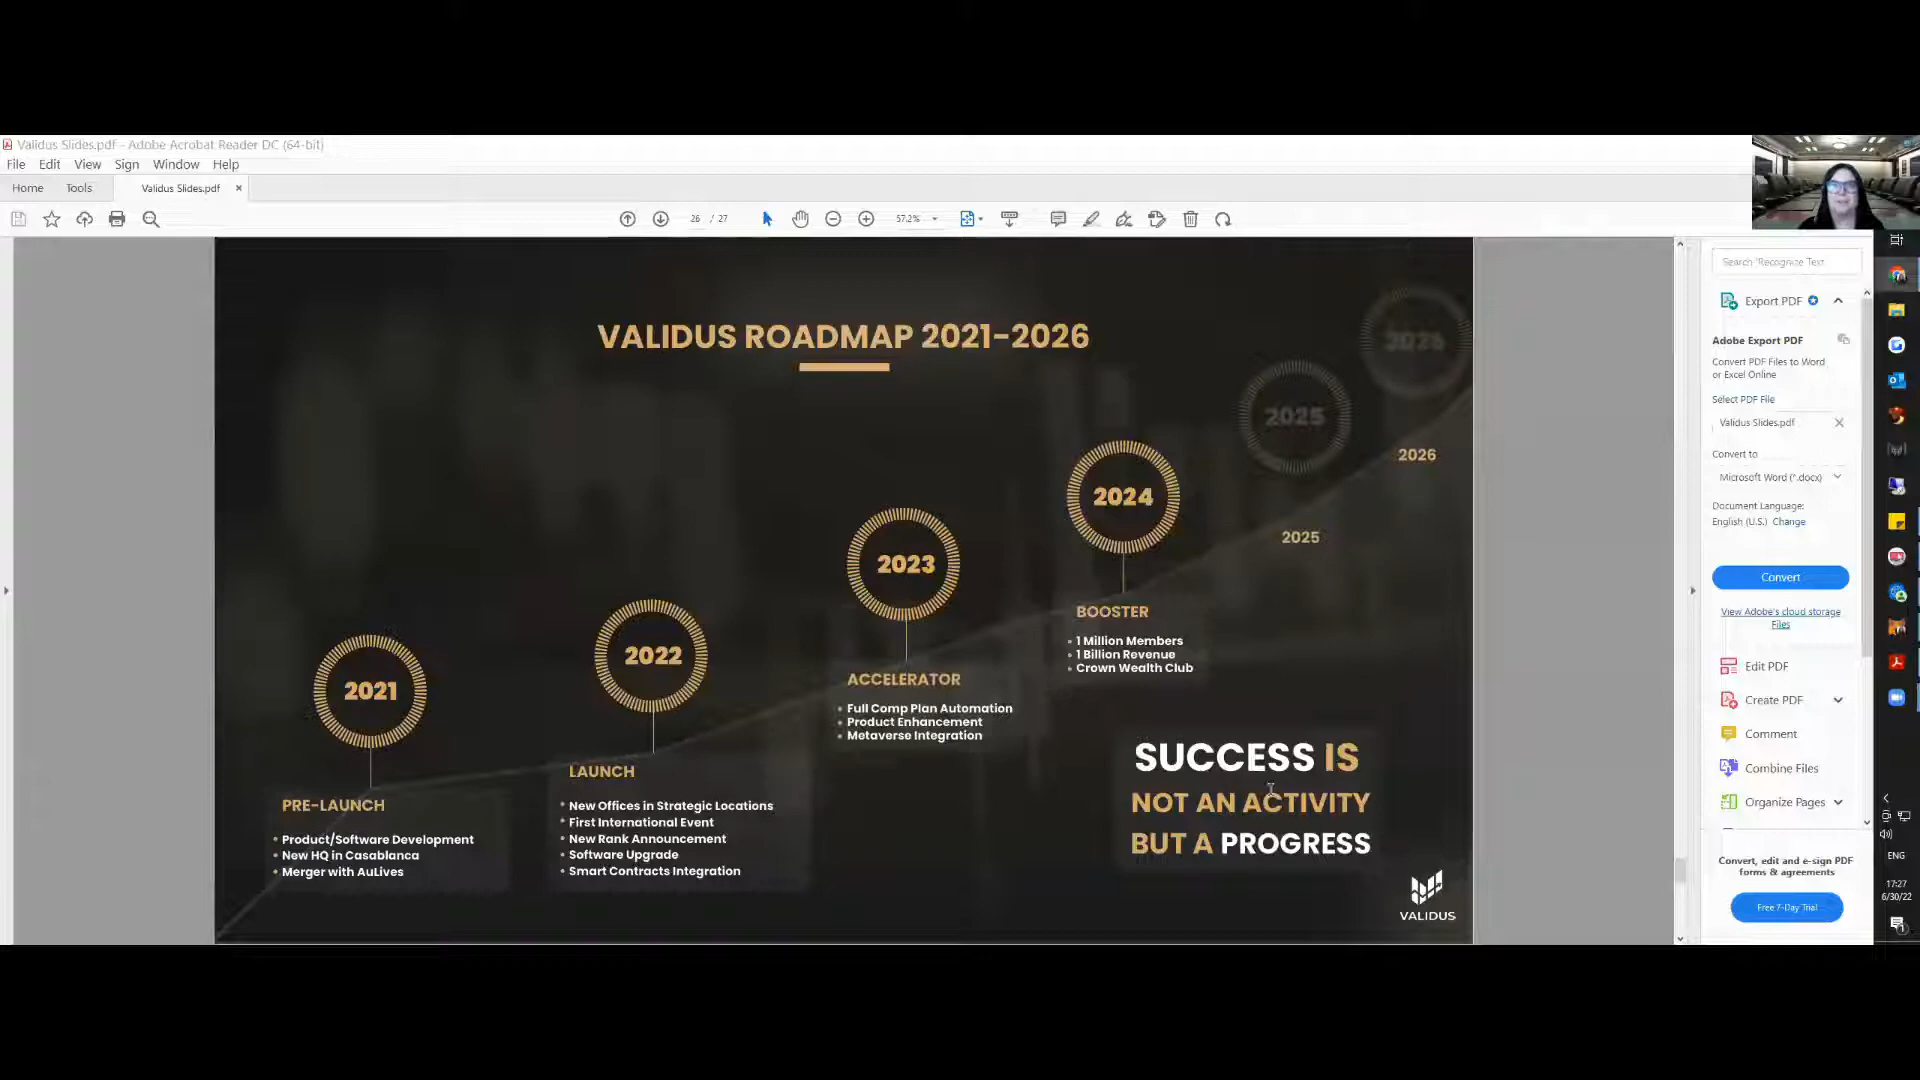 Validus Slides.pdf - Adobe Acrobat Reader DC (64-bit)
File Edit View Sign Window Help
Home Tools Validus Slides.pdf ×
26 / 27 57.2%
VALIDUS ROADMAP 2021-2026
2026
2025
2026
2024
2025
2023
BOOSTER
• 1 Million Members
• 1 Billion Revenue
• Crown Wealth Club
2022
ACCELERATOR
• Full Comp Plan Automation
• Product Enhancement
• Metaverse Integration
2021
LAUNCH
• New Offices in Strategic Locations
• First International Event
• New Rank Announcement
• Software Upgrade
• Smart Contracts Integration
PRE-LAUNCH
• Product/Software Development
• New HQ in Casablanca
• Merger with AuLives
SUCCESS IS
NOT AN ACTIVITY
BUT A PROGRESS
VALIDUS
Search 'Recognize Text
Export PDF
Adobe Export PDF
Convert PDF Files to Word
or Excel Online
Select PDF File
Validus Slides.pdf
Convert to
Microsoft Word (*.docx)
Document Language:
English (U.S.) Change
Convert
View Adobe's cloud storage
Files
Edit PDF
Create PDF
Comment
Combine Files
Organize Pages
Convert, edit and e-sign PDF
forms & agreements
Free 7-Day Trial
ENG
17:27
6/30/22